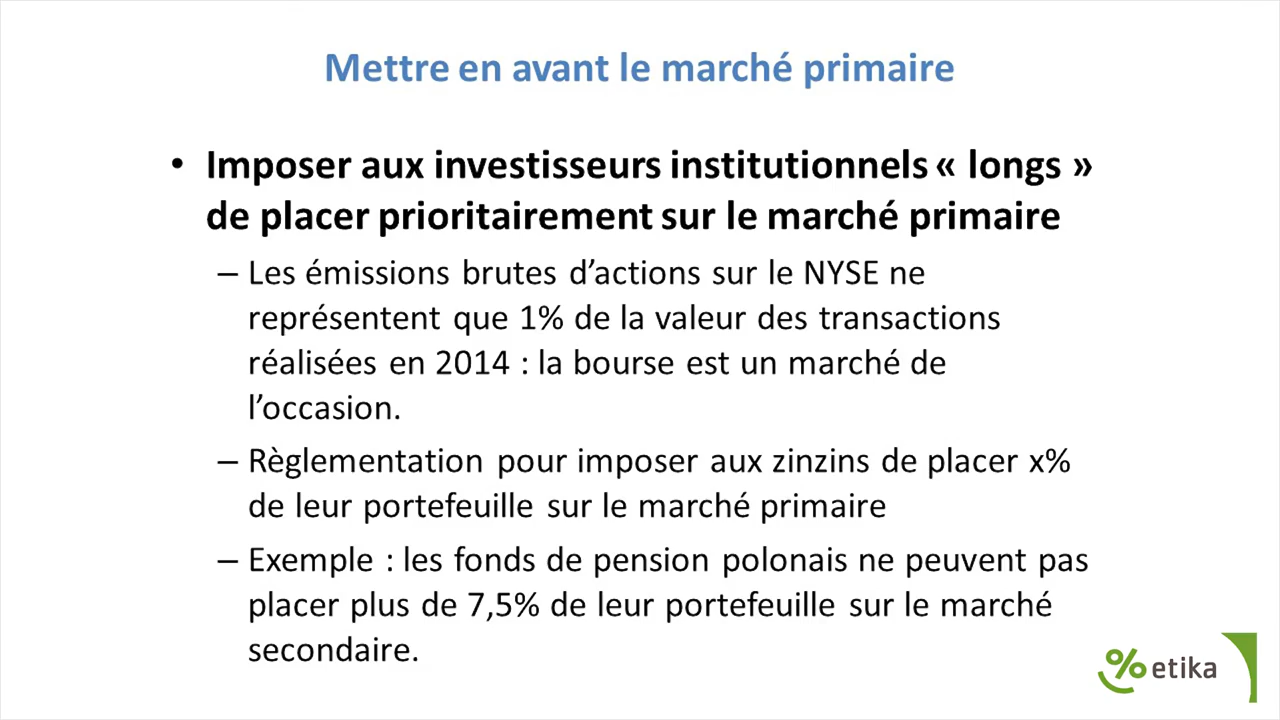 Mettre en avant le marché primaire
• Imposer aux investisseurs institutionnels « longs »
de placer prioritairement sur le marché primaire
– Les émissions brutes d’actions sur le NYSE ne
représentent que 1% de la valeur des transactions
réalisées en 2014 : la bourse est un marché de
l’occasion.
– Règlementation pour imposer aux zinzins de placer x%
de leur portefeuille sur le marché primaire
– Exemple : les fonds de pension polonais ne peuvent pas
placer plus de 7,5% de leur portefeuille sur le marché
secondaire.
% etika